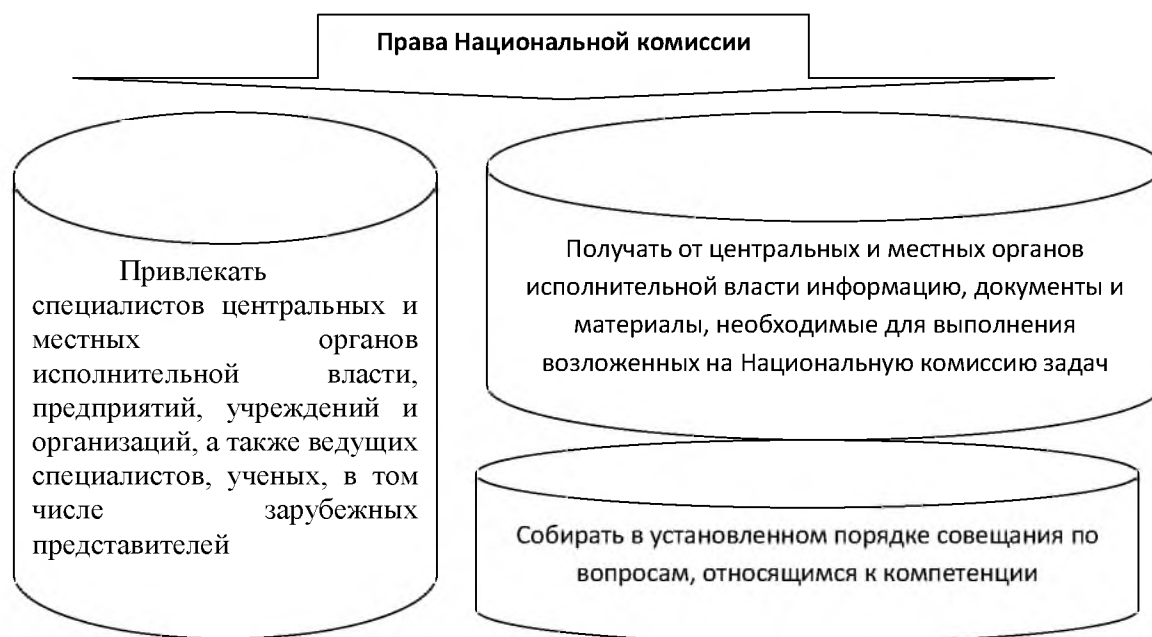 Права Национальной комиссии
Привлекать
специалистов центральных и
местных органов
исполнительной власти,
предприятий, учреждений и
организаций, а также ведущих
специалистов, ученых, в том
числе зарубежных
представителей
Получать от центральных и местных органов
исполнительной власти информацию, документы и
материалы, необходимые для выполнения
возложенных на Национальную комиссию задач
Собирать в установленном порядке совещания по
вопросам, относящимся к компетенции